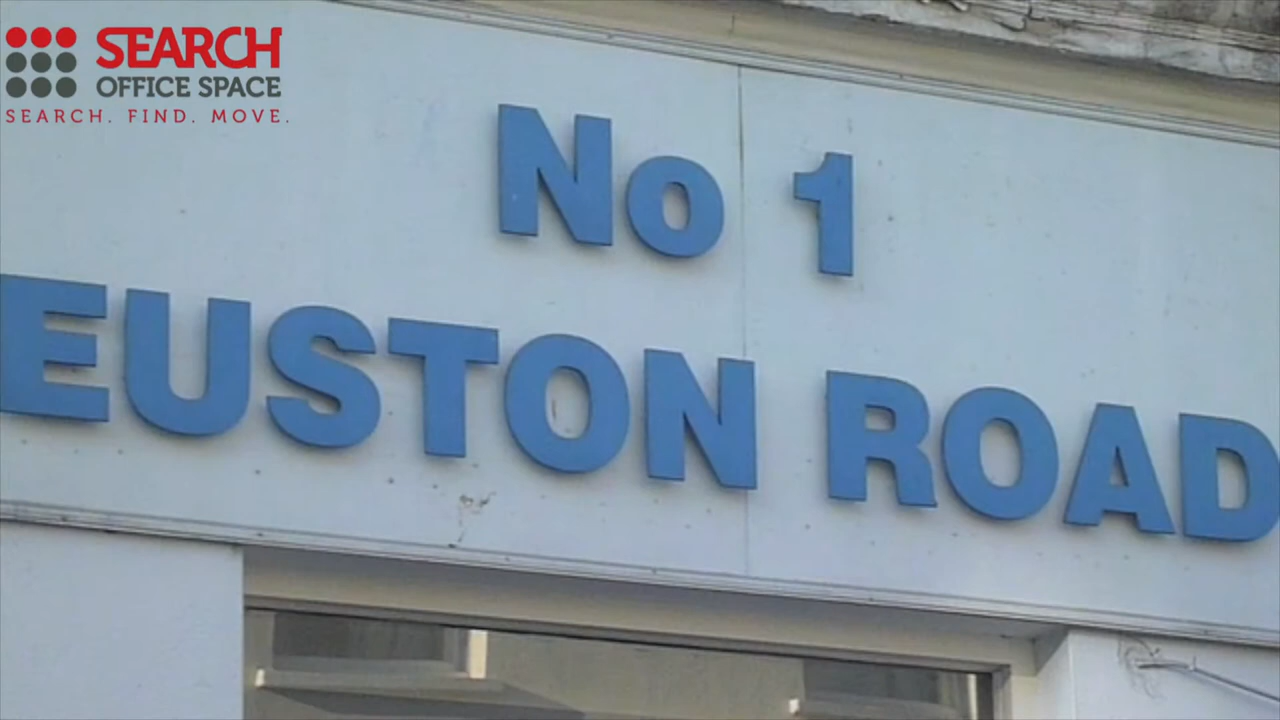 SEARCH
OFFICE SPACE
SEARCH. FIND. MOVE.
No 1
EUSTON ROAD